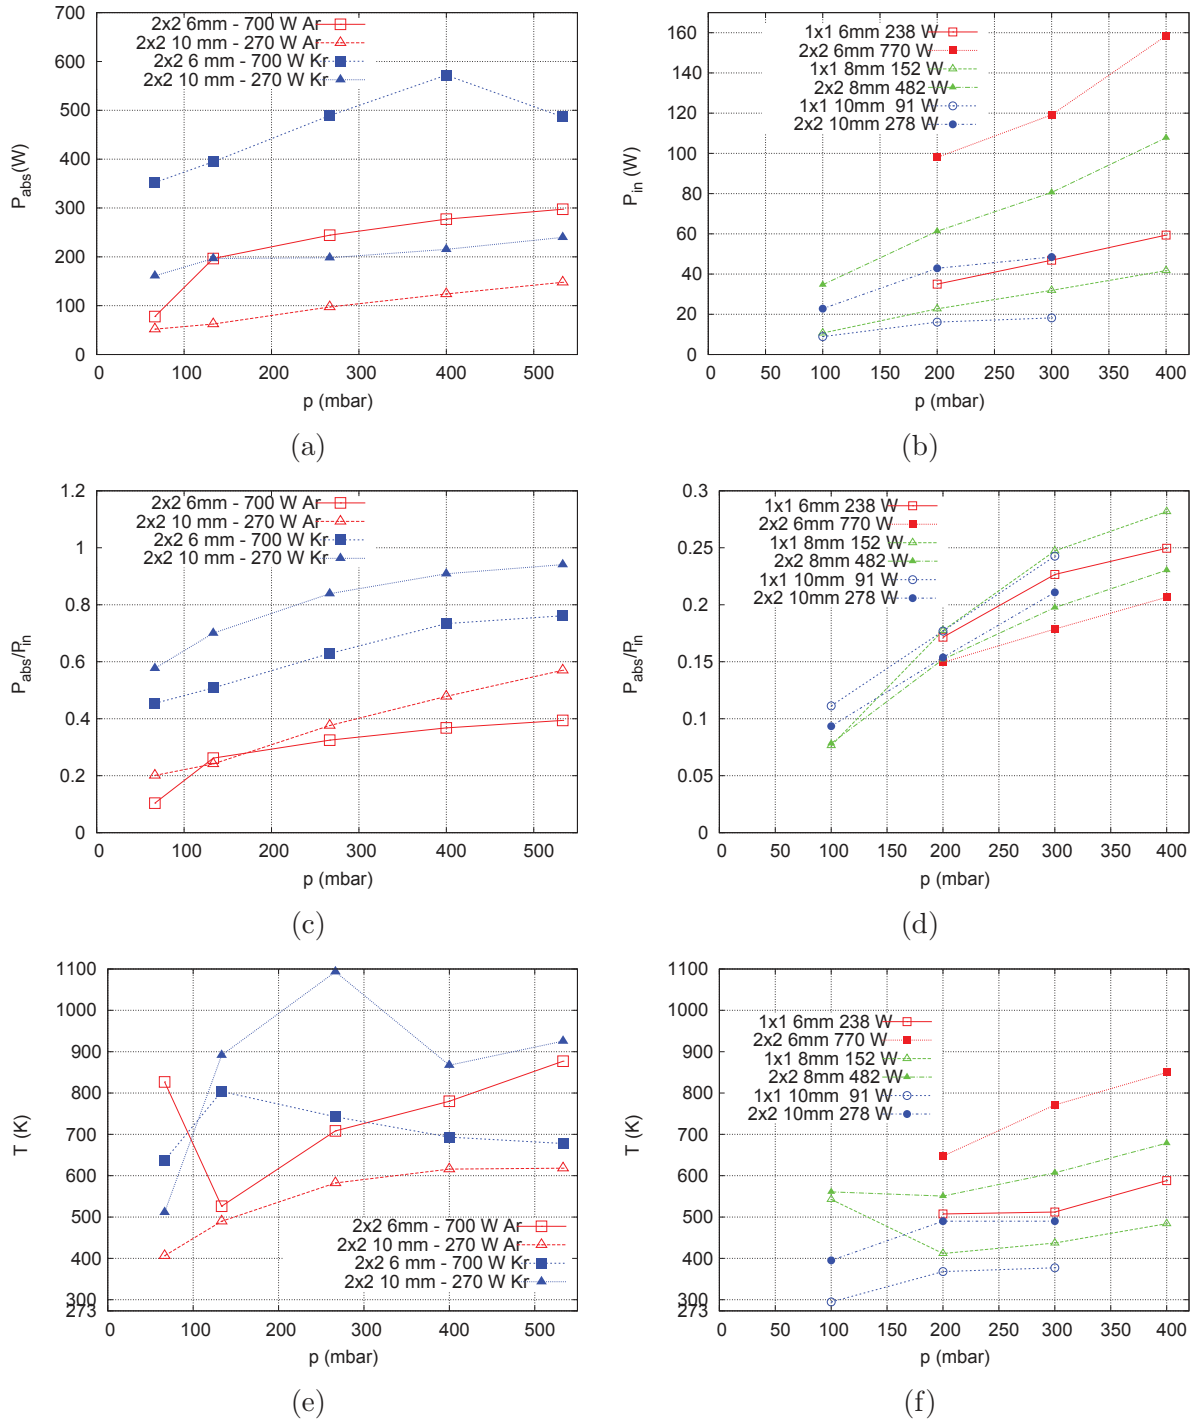 700
600
500
400
300
200
100
0
P_abs(W)
2x2 6mm - 700 W Ar
2x2 10 mm - 270 W Ar
2x2 6 mm - 700 W Kr
2x2 10 mm - 270 W Kr
0 100 200 300 400 500
p (mbar)
(a)
160
140
120
100
80
60
40
20
0
P_in (W)
1x1 6mm 238 W
2x2 6mm 770 W
1x1 8mm 152 W
2x2 8mm 482 W
1x1 10mm 91 W
2x2 10mm 278 W
0 50 100 150 200 250 300 350 400
p (mbar)
(b)
1.2
1
0.8
0.6
0.4
0.2
0
P_abs/P_in
2x2 6mm - 700 W Ar
2x2 10 mm - 270 W Ar
2x2 6 mm - 700 W Kr
2x2 10 mm - 270 W Kr
0 100 200 300 400 500
p (mbar)
(c)
0.3
0.25
0.2
0.15
0.1
0.05
0
P_abs/P_in
1x1 6mm 238 W
2x2 6mm 770 W
1x1 8mm 152 W
2x2 8mm 482 W
1x1 10mm 91 W
2x2 10mm 278 W
0 50 100 150 200 250 300 350 400
p (mbar)
(d)
1100
1000
900
800
700
600
500
400
300
273
T (K)
2x2 6mm - 700 W Ar
2x2 10 mm - 270 W Ar
2x2 6 mm - 700 W Kr
2x2 10 mm - 270 W Kr
0 100 200 300 400 500
p (mbar)
(e)
1100
1000
900
800
700
600
500
400
300
273
T (K)
1x1 6mm 238 W
2x2 6mm 770 W
1x1 8mm 152 W
2x2 8mm 482 W
1x1 10mm 91 W
2x2 10mm 278 W
0 50 100 150 200 250 300 350 400
p (mbar)
(f)